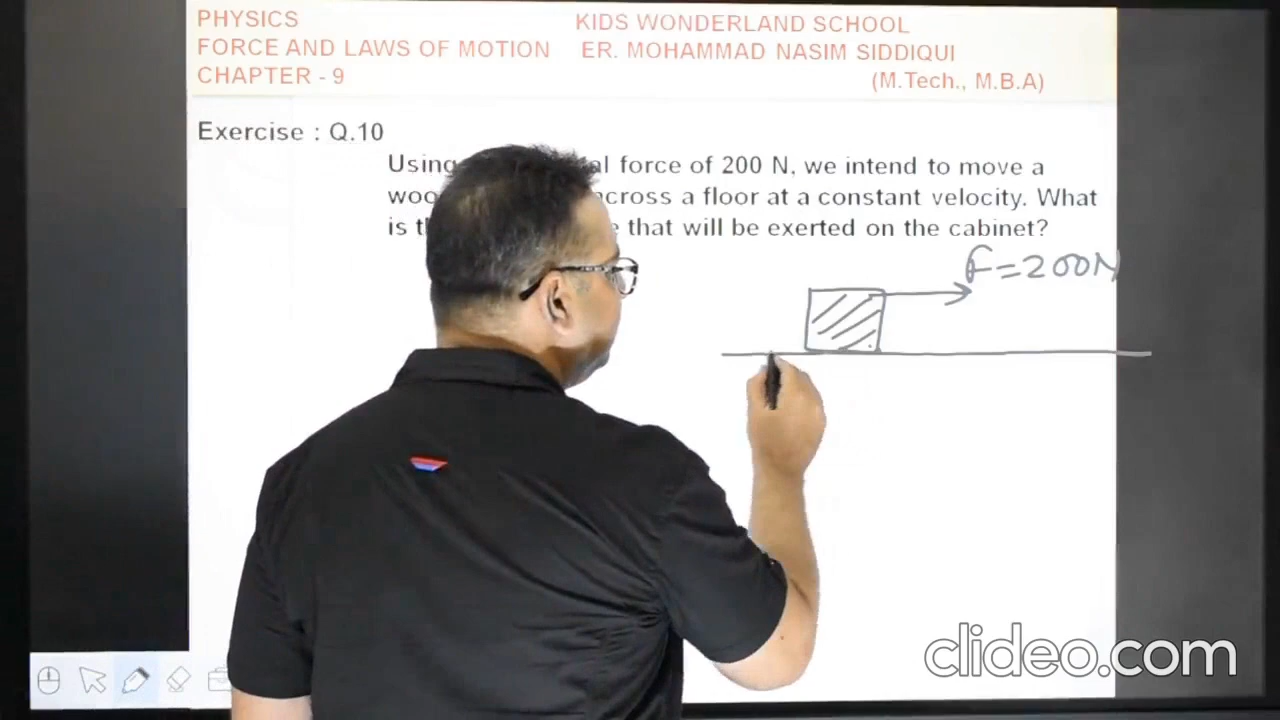 PHYSICS KIDS WONDERLAND SCHOOL
FORCE AND LAWS OF MOTION ER. MOHAMMAD NASIM SIDDIQUI
CHAPTER - 9 (M.Tech., M.B.A)
Exercise : Q.10
Using force of 200 N, we intend to move a
across a floor at a constant velocity. What
is that will be exerted on the cabinet?
F=200N
clideo.com